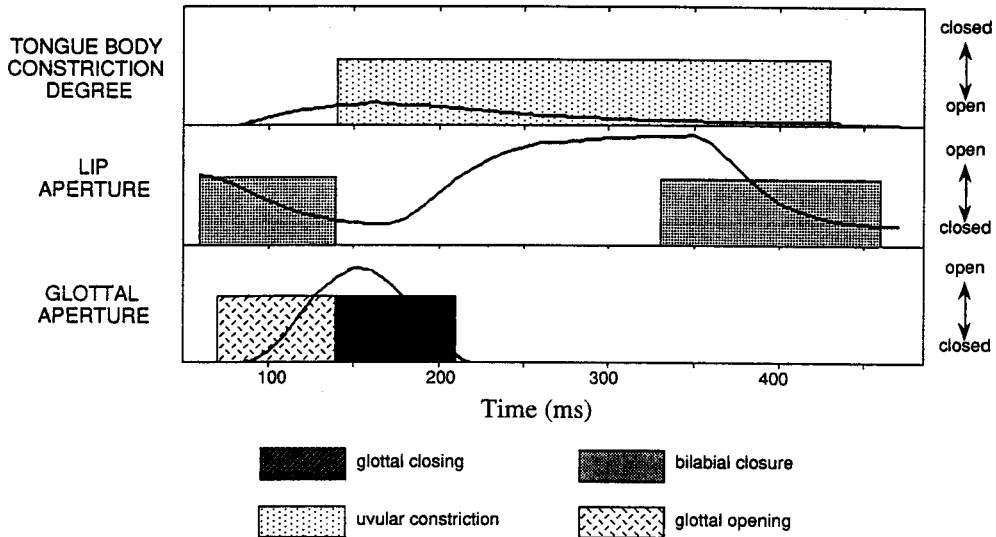 TONGUE BODY
CONSTRICTION
DEGREE
closed
open
LIP
APERTURE
open
closed
GLOTTAL
APERTURE
open
closed
100 200 300 400
Time (ms)
glottal closing
bilabial closure
uvular constriction
glottal opening